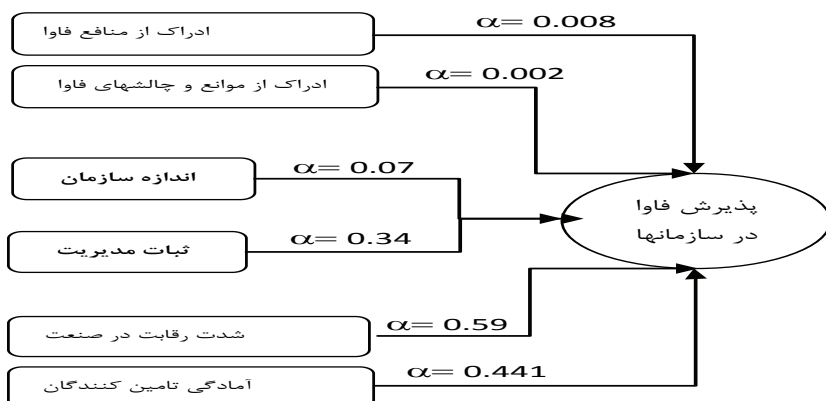 ادراک از منافع فاوا
α= 0.008
ادراک از موانع و چالشهای فاوا
α= 0.002
اندازه سازمان
α= 0.07
ثبات مدیریت
α= 0.34
پذیرش فاوا
در سازمانها
شدت رقابت در صنعت
α= 0.59
آمادگی تامین کنندگان
α= 0.441